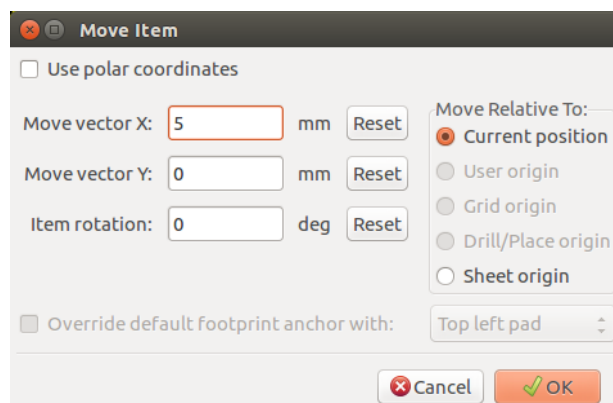 Move Item
Use polar coordinates
Move vector X: 5 mm Reset
Move vector Y: 0 mm Reset
Item rotation: 0 deg Reset
Move Relative To:
Current position
User origin
Grid origin
Drill/Place origin
Sheet origin
Override default footprint anchor with: Top left pad
Cancel OK